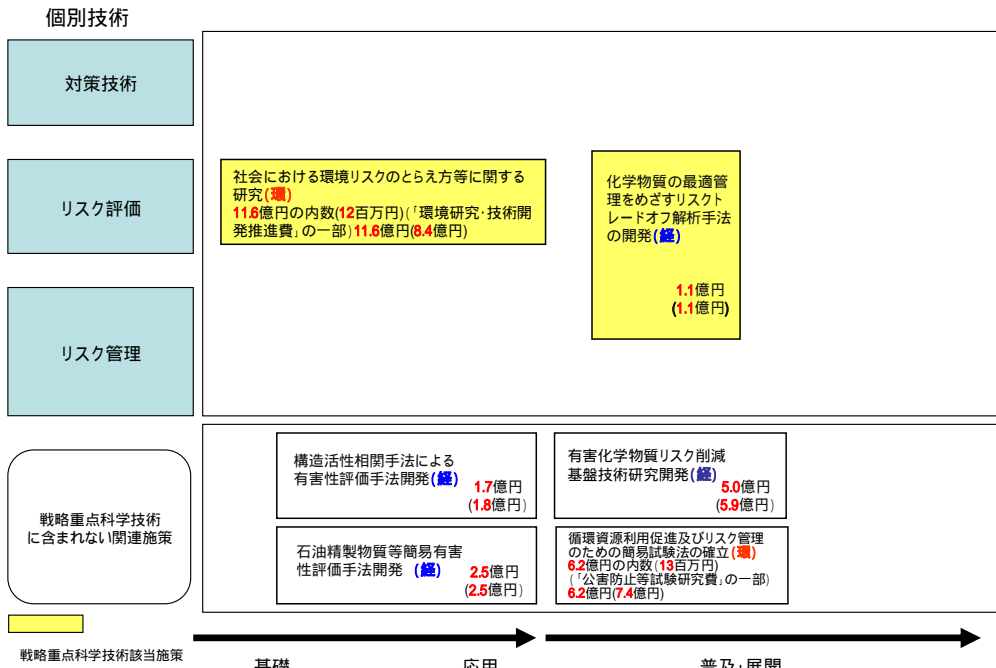 個別技術
対策技術
リスク評価
リスク管理
社会における環境リスクのとらえ方等に関する
研究(環)
11.6億円の内数(12百万円)(「環境研究・技術開
発推進費」の一部)11.6億円(8.4億円)
化学物質の最適管
理をめざすリスクト
レードオフ解析手法
の開発(経)
1.1億円
(1.1億円)
戦略重点科学技術
に含まれない関連施策
構造活性相関手法による
有害性評価手法開発(経)
1.7億円
(1.8億円)
有害化学物質リスク削減
基盤技術研究開発(経)
5.0億円
(5.9億円)
石油精製物質等簡易有害
性評価手法開発 (経)
2.5億円
(2.5億円)
循環資源利用促進及びリスク管理
のための簡易試験法の確立(環)
6.2億円の内数(13百万円)
(「公害防止等試験研究費」の一部)
6.2億円(7.4億円)
戦略重点科学技術該当施策
基礎 応用 普及・展開